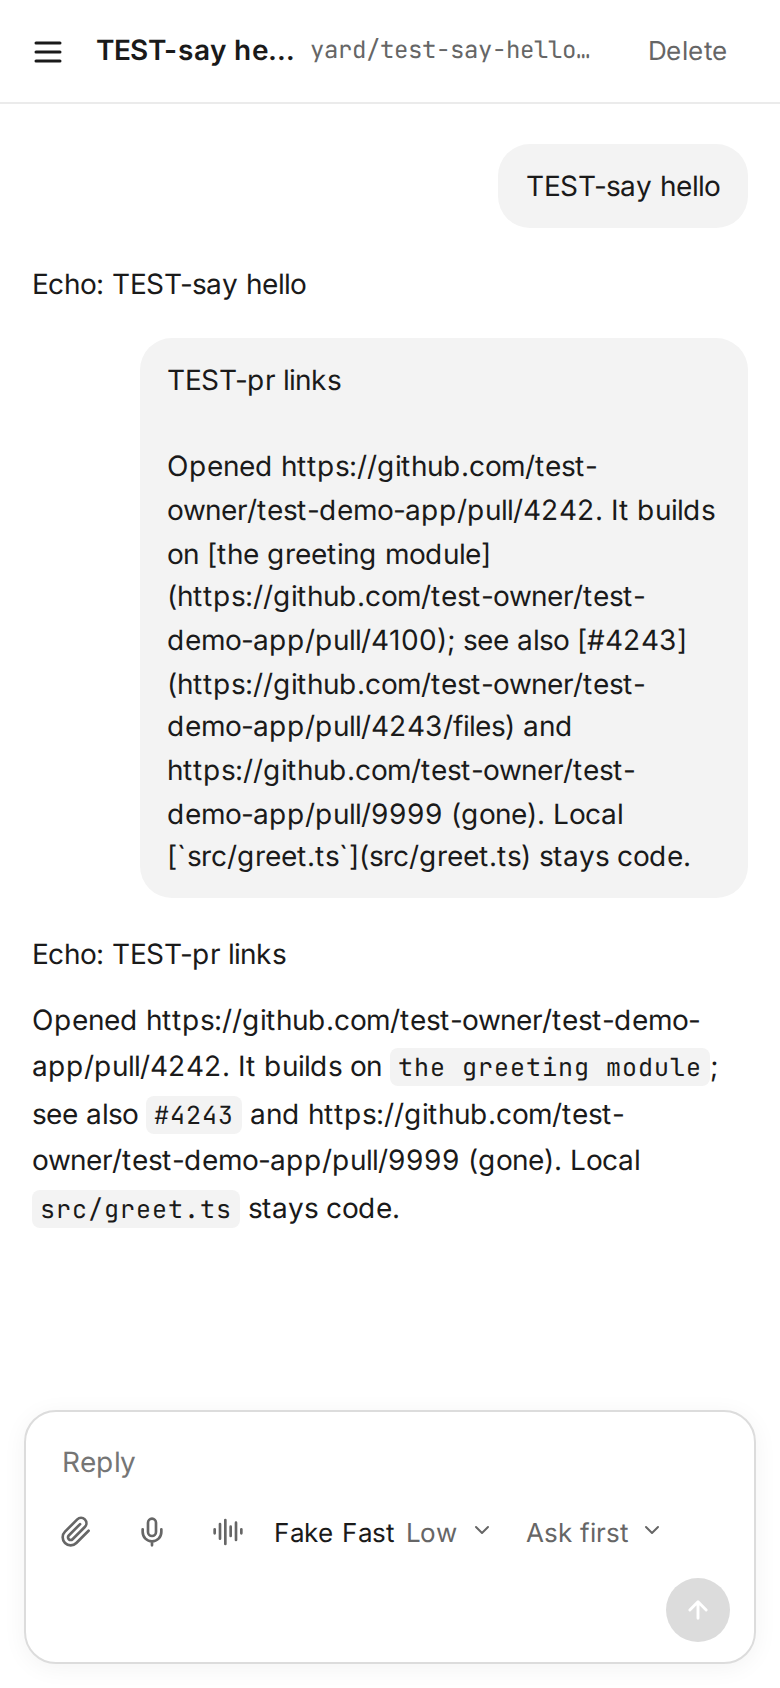 TEST-say he... yard/test-say-hello… Delete
TEST-say hello
Echo: TEST-say hello
TEST-pr links
Opened https://github.com/test-
owner/test-demo-app/pull/4242. It builds
on [the greeting module]
(https://github.com/test-owner/test-
demo-app/pull/4100); see also [#4243]
(https://github.com/test-owner/test-
demo-app/pull/4243/files) and
https://github.com/test-owner/test-
demo-app/pull/9999 (gone). Local
[`src/greet.ts`](src/greet.ts) stays code.
Echo: TEST-pr links
Opened https://github.com/test-owner/test-demo-
app/pull/4242. It builds on the greeting module;
see also #4243 and https://github.com/test-
owner/test-demo-app/pull/9999 (gone). Local
src/greet.ts stays code.
Reply
Fake Fast Low Ask first